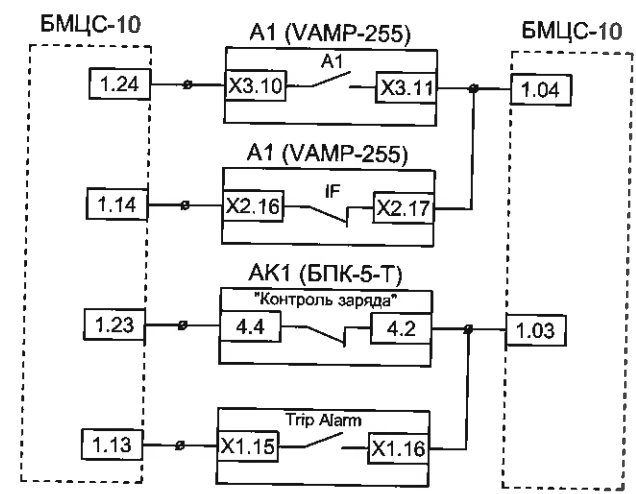 БМЦС-10
A1 (VAMP-255)
БМЦС-10
A1
1.24
X3.10
X3.11
1.04
A1 (VAMP-255)
IF
1.14
X2.16
X2.17
AK1 (БПК-5-Т)
"Контроль заряда"
1.23
4.4
4.2
1.03
Trip Alarm
1.13
X1.15
X1.16